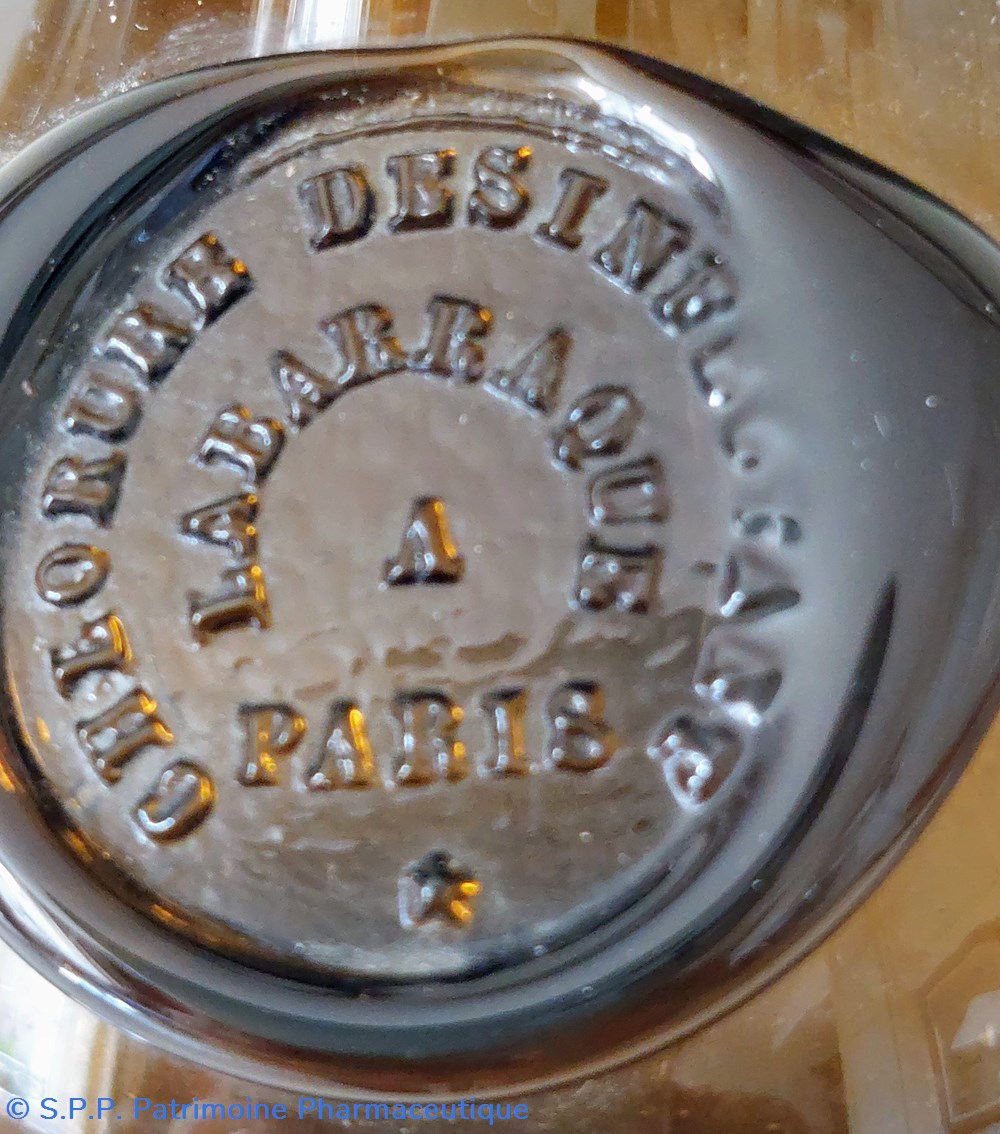 CHLORURE DESINFECTANT
LABARRAQUE
A
PARIS
© S.P.P. Patrimoine Pharmaceutique